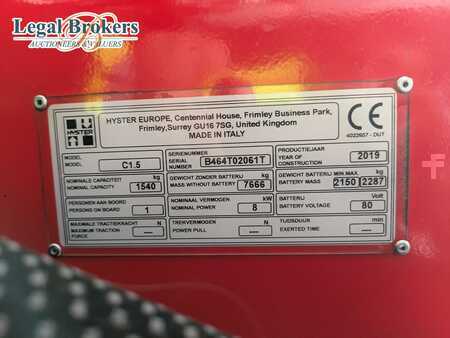 Legal Brokers
AUCTIONEERS & VALUERS
HYSTER
HYSTER EUROPE, Centennial House, Frimley Business Park,
Frimley,Surrey GU16 7SG, United Kingdom
MADE IN ITALY
CE
4022957 - DUT
MODEL
MODEL
C1.5
SERIENUMMER
SERIAL
NUMBER
B464T02061T
PRODUCTIEJAAR
YEAR OF
CONSTRUCTION
2019
NOMINALE CAPACITEIT kg
NOMINAL CAPACITY 1540
GEWICHT ZONDER BATTERIJ kg
MASS WITHOUT BATTERY 7666
GEWICHT BATTERIJ MIN.MAX kg
BATTERY MASS 2150 2287
PERSONEN AAN BOORD
PERSONS ON BOARD 1
NOMINAAL VERMOGEN kW
NOMINAL POWER 8
BATTERIJ Volt
BATTERY VOLTAGE 80
MAXIMALE TRACTIEKRACHT N
MAXIMUM TRACTION
FORCE
TREKVERMOGEN N
POWER PULL
TIJDSDUUR min
EXERTED TIME